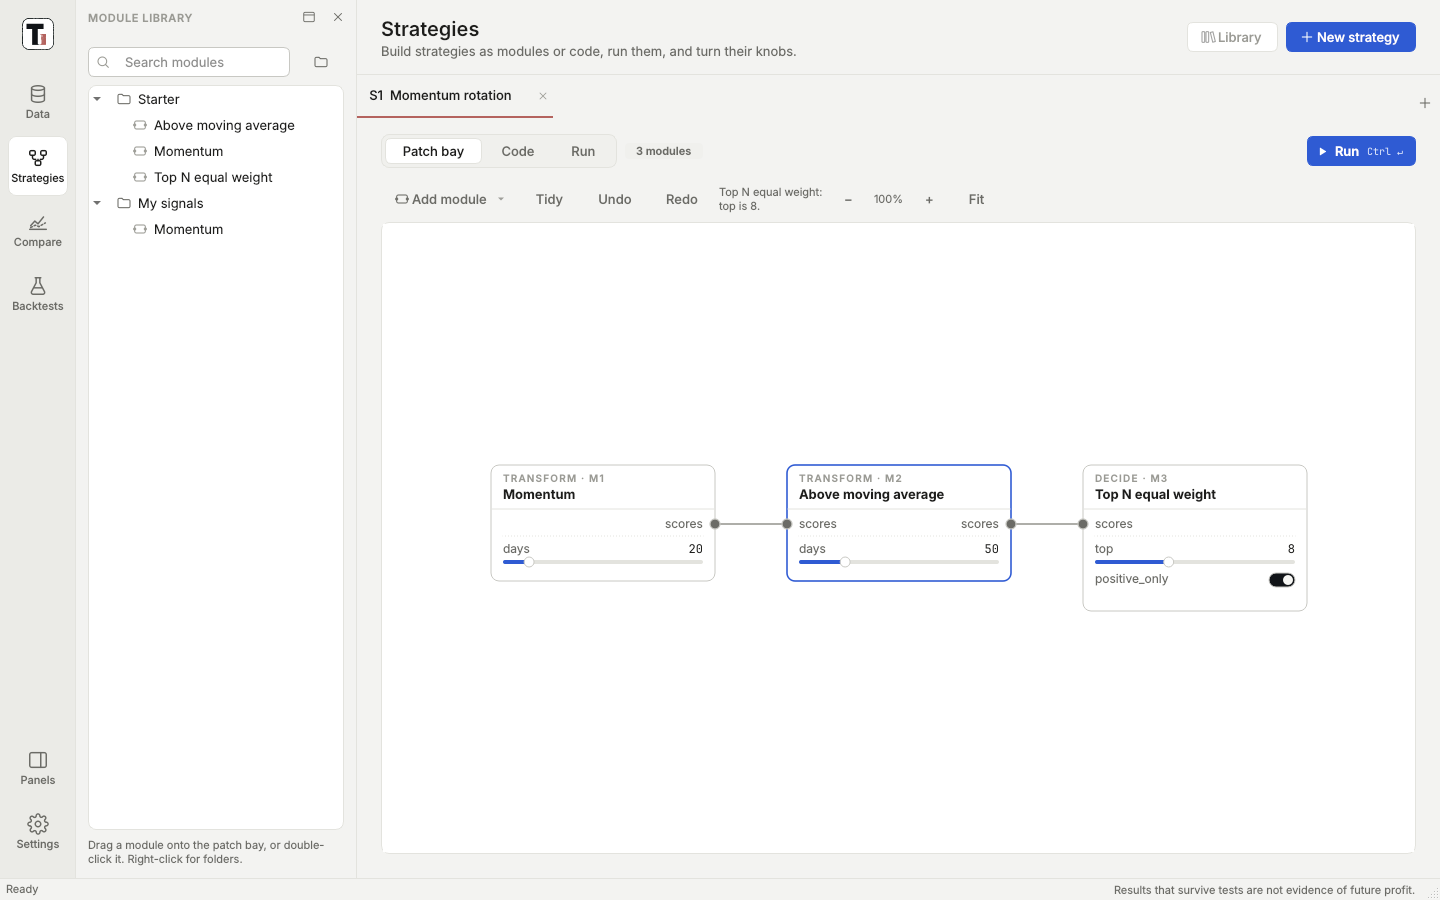 MODULE LIBRARY
Search modules
Starter
Above moving average
Momentum
Top N equal weight
My signals
Momentum
Drag a module onto the patch bay, or double-
click it. Right-click for folders.
Data
Strategies
Compare
Backtests
Panels
Settings
Strategies
Build strategies as modules or code, run them, and turn their knobs.
Library
New strategy
S1 Momentum rotation
Patch bay
Code
Run
3 modules
Run Ctrl ↵
Add module
Tidy
Undo
Redo
Top N equal weight:
top is 8.
− 100% +
Fit
TRANSFORM · M1
Momentum
scores
days 20
TRANSFORM · M2
Above moving average
scores scores
days 50
DECIDE · M3
Top N equal weight
scores
top 8
positive_only
Ready
Results that survive tests are not evidence of future profit.